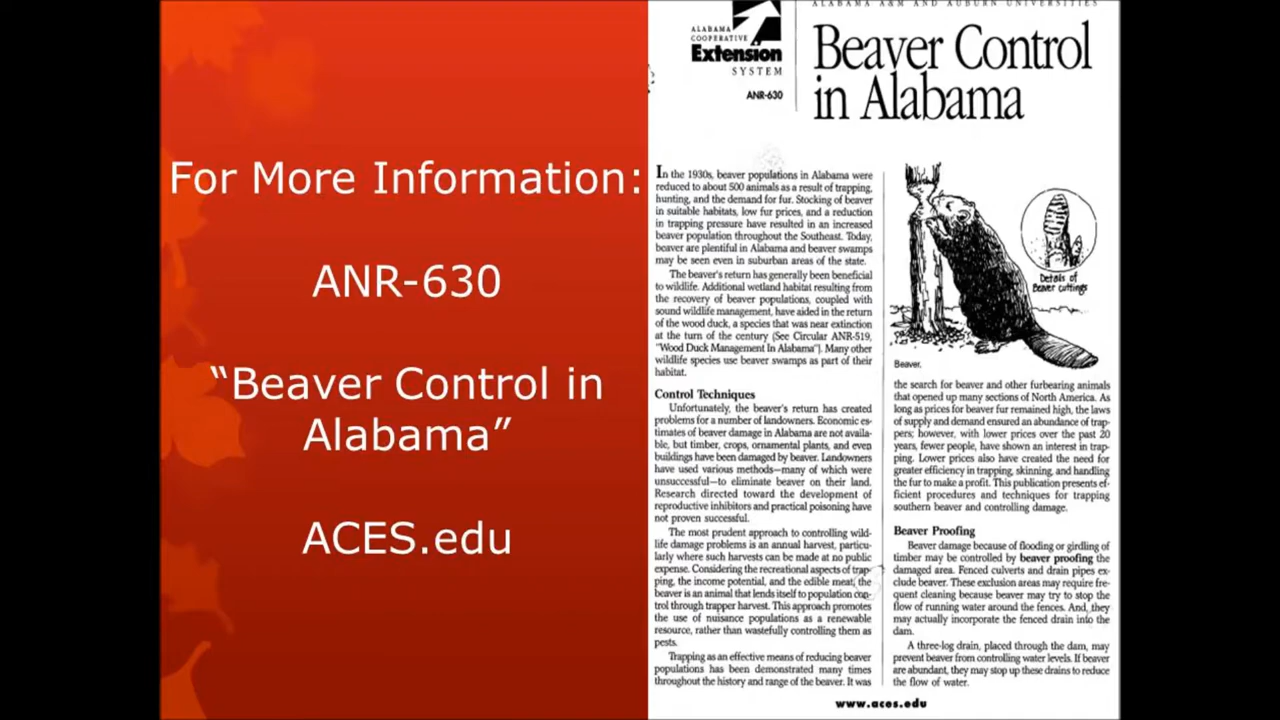 For More Information:
ANR-630
“Beaver Control in
Alabama”
ACES.edu
ALABAMA A&M AND AUBURN UNIVERSITIES
ALABAMA
COOPERATIVE
Extension
SYSTEM
ANR-630
Beaver Control
in Alabama
In the 1930s, beaver populations in Alabama were
reduced to about 500 animals as a result of trapping,
hunting, and the demand for fur. Stocking of beaver
in suitable habitats, low fur prices, and a reduction
in trapping pressure have resulted in an increased
beaver population throughout the Southeast. Today,
beaver are plentiful in Alabama and beaver swamps
may be seen even in suburban areas of the state.
The beaver's return has generally been beneficial
to wildlife. Additional wetland habitat resulting from
the recovery of beaver populations, coupled with
sound wildlife management, have aided in the return
of the wood duck, a species that was near extinction
at the turn of the century (See Circular ANR-519,
"Wood Duck Management In Alabama"). Many other
wildlife species use beaver swamps as part of their
habitat.
Control Techniques
Unfortunately, the beaver's return has created
problems for a number of landowners. Economic es-
timates of beaver damage in Alabama are not availa-
ble, but timber, crops, ornamental plants, and even
buildings have been damaged by beaver. Landowners
have used various methods—many of which were
unsuccessful—to eliminate beaver on their land.
Research directed toward the development of
reproductive inhibitors and practical poisoning have
not proven successful.
The most prudent approach to controlling wild-
life damage problems is an annual harvest, particu-
larly where such harvests can be made at no public
expense. Considering the recreational aspects of trap-
ping, the income potential, and the edible meat, the
beaver is an animal that lends itself to population con-
trol through trapper harvest. This approach promotes
the use of nuisance populations as a renewable
resource, rather than wastefully controlling them as
pests.
Trapping as an effective means of reducing beaver
populations has been demonstrated many times
throughout the history and range of the beaver. It was
Details of
Beaver cuttings
Beaver.
the search for beaver and other furbearing animals
that opened up many sections of North America. As
long as prices for beaver fur remained high, the laws
of supply and demand ensured an abundance of trap-
pers; however, with lower prices over the past 20
years, fewer people, have shown an interest in trap-
ping. Lower prices also have created the need for
greater efficiency in trapping, skinning, and handling
the fur to make a profit. This publication presents ef-
ficient procedures and techniques for trapping
southern beaver and controlling damage.
Beaver Proofing
Beaver damage because of flooding or girdling of
timber may be controlled by beaver proofing the
damaged area. Fenced culverts and drain pipes ex-
clude beaver. These exclusion areas may require fre-
quent cleaning because beaver may try to stop the
flow of running water around the fences. And, they
may actually incorporate the fenced drain into the
dam.
A three-log drain, placed through the dam, may
prevent beaver from controlling water levels. If beaver
are abundant, they may stop up these drains to reduce
the flow of water.
www.aces.edu